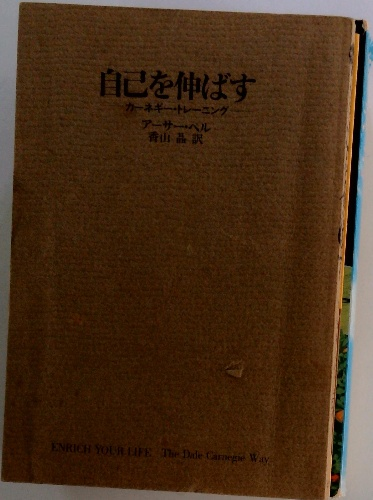 自己を伸ばす
カーネギー・トレーニング
アーサー・ペル
香山 晶 訳
ENRICH YOUR LIFE The Dale Carnegie Way